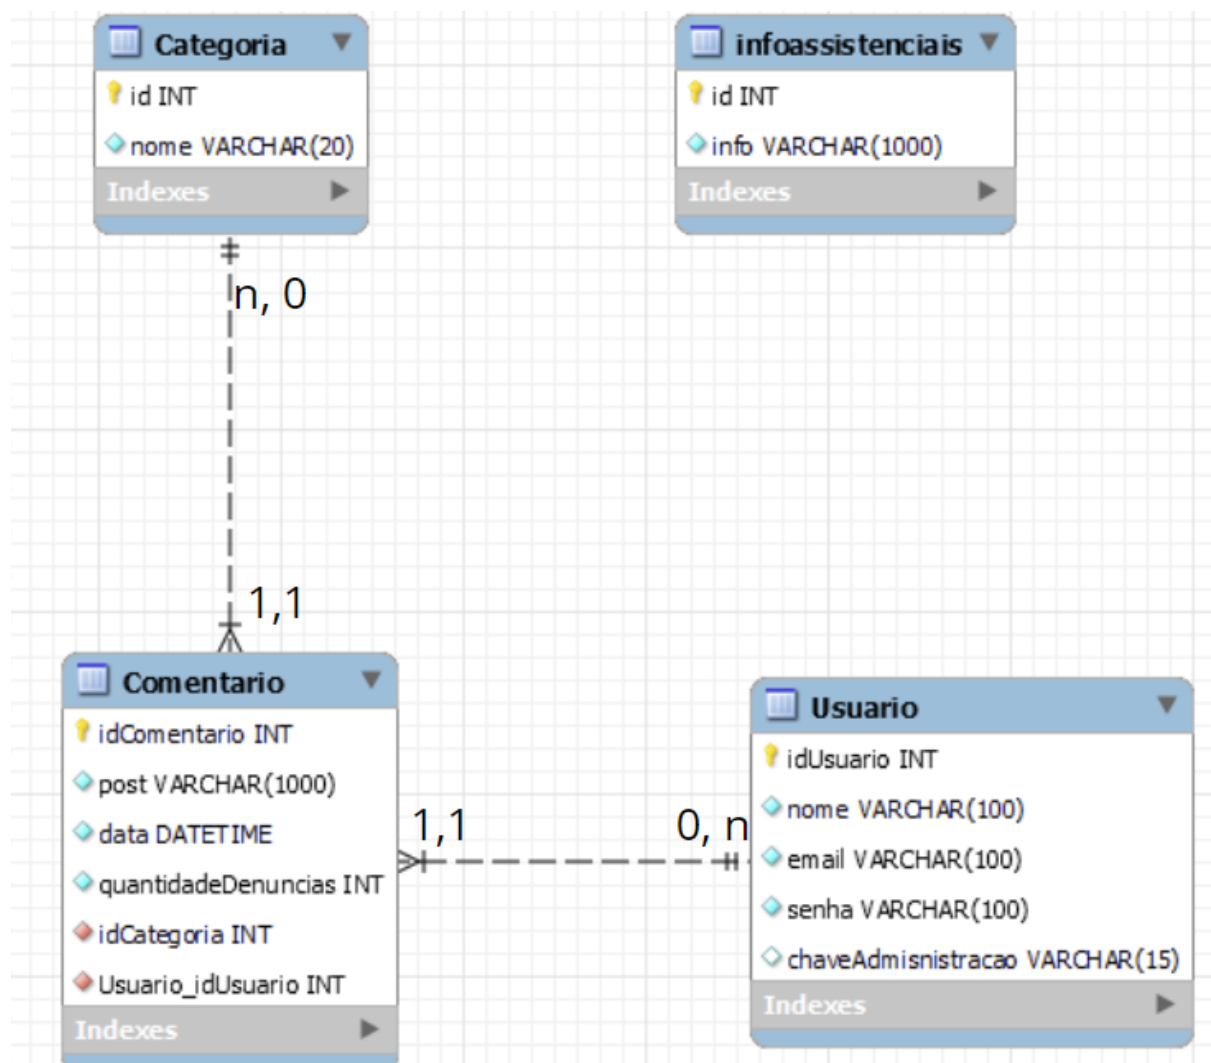 Categoria
id INT
nome VARCHAR(20)
Indexes
infoassistenciais
id INT
info VARCHAR(1000)
Indexes
n, 0
1,1
Comentario
idComentario INT
post VARCHAR(1000)
data DATETIME
quantidadeDenuncias INT
idCategoria INT
Usuario_idUsuario INT
Indexes
1,1
0, n
Usuario
idUsuario INT
nome VARCHAR(100)
email VARCHAR(100)
senha VARCHAR(100)
chaveAdmisnistracao VARCHAR(15)
Indexes